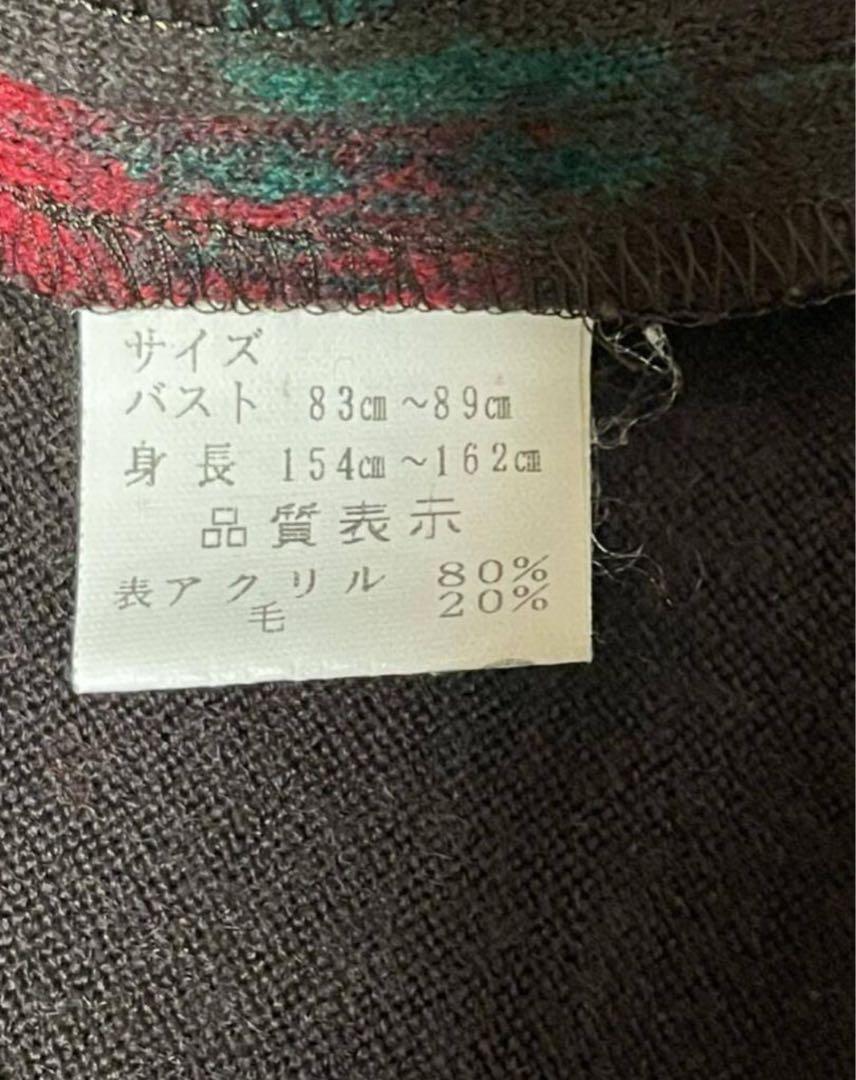 サイズ
バスト 83㎝～89㎝
身長 154㎝～162㎝
品質表示
表アクリル 80%
毛 20%